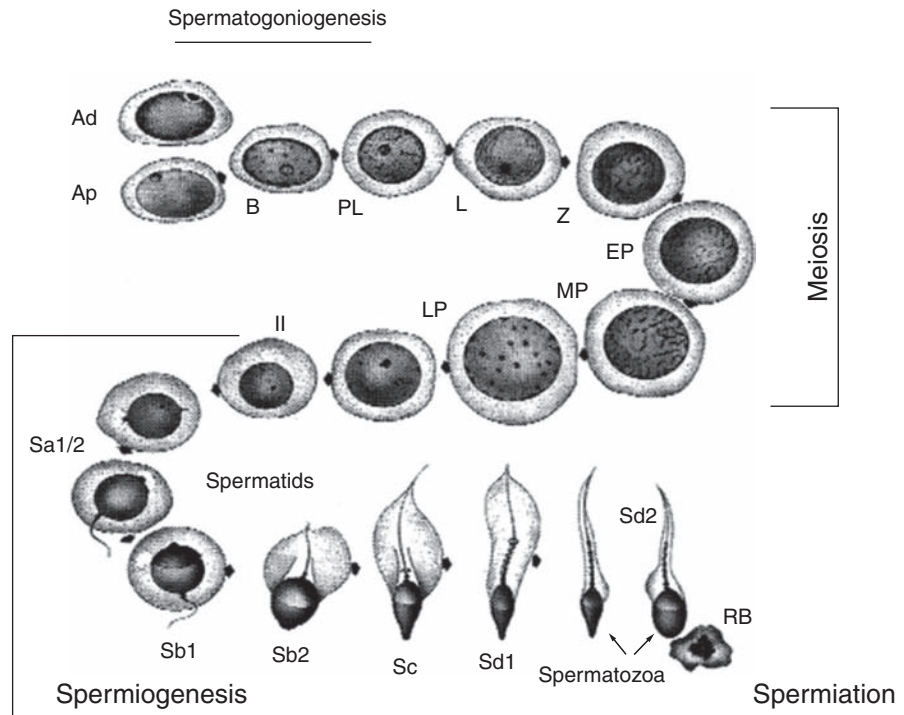 Spermatogoniogenesis
Ad
Ap
B
PL
L
Z
EP
Meiosis
MP
LP
II
Sa1/2
Spermatids
Sd2
RB
Sb1
Sb2
Sc
Sd1
Spermatozoa
Spermiogenesis
Spermiation